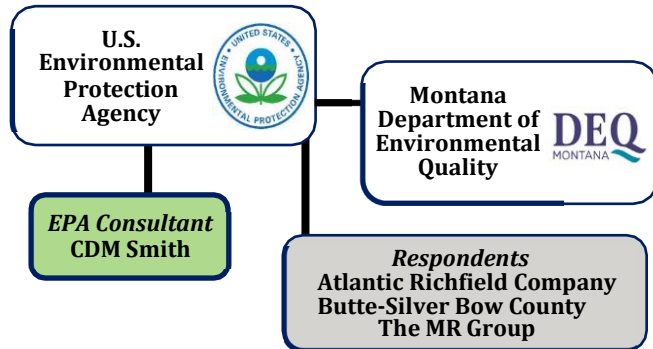 U.S.
Environmental
Protection
Agency
UNITED STATES
ENVIRONMENTAL PROTECTION AGENCY
Montana
Department of
Environmental
Quality
DEQ
MONTANA
EPA Consultant
CDM Smith
Respondents
Atlantic Richfield Company
Butte-Silver Bow County
The MR Group